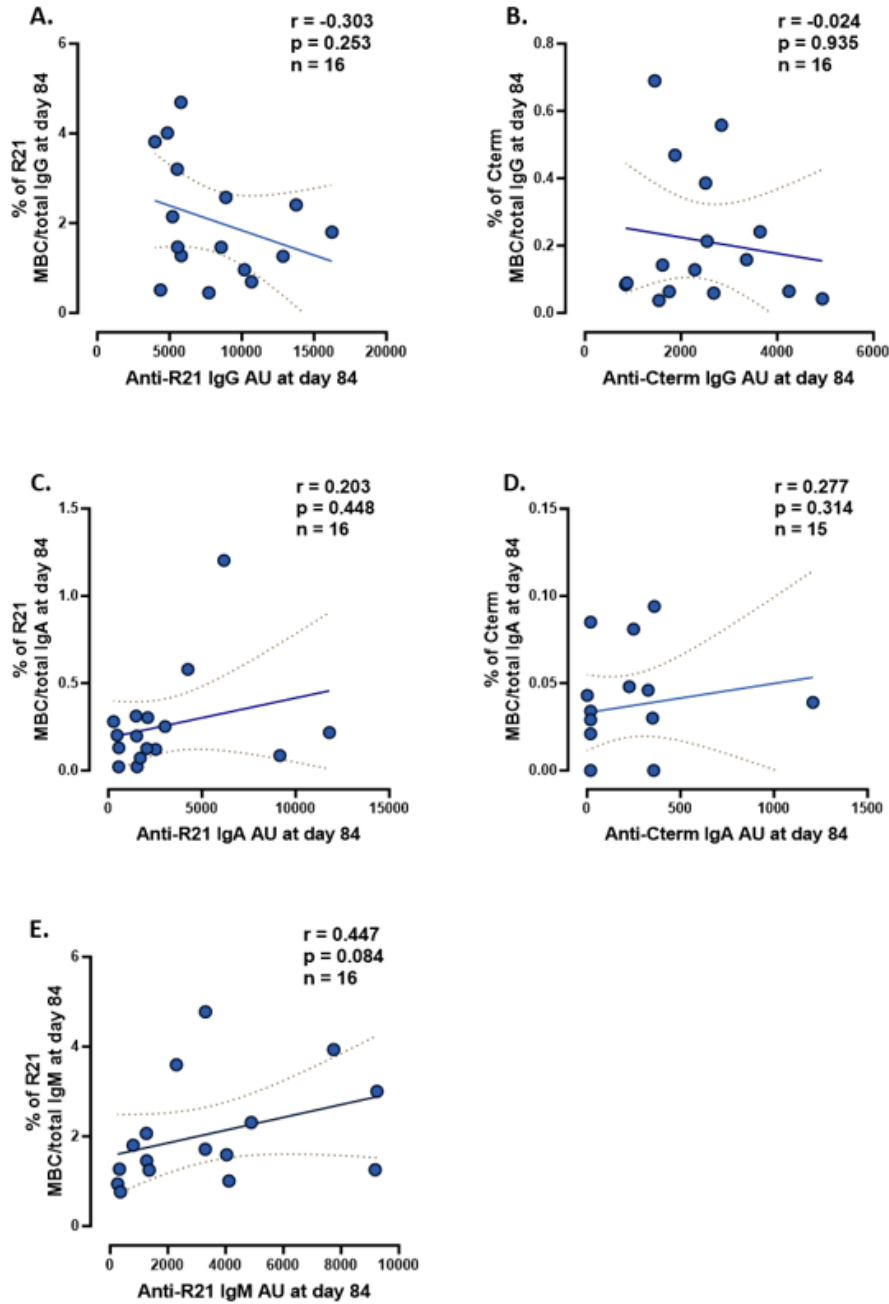 A.
r = -0.303
p = 0.253
n = 16
% of R21
MBC/total IgG at day 84
6
4
2
0
0 5000 10000 15000 20000
Anti-R21 IgG AU at day 84
B.
r = -0.024
p = 0.935
n = 16
% of Cterm
MBC/total IgG at day 84
0.8
0.6
0.4
0.2
0.0
0 2000 4000 6000
Anti-Cterm IgG AU at day 84
C.
r = 0.203
p = 0.448
n = 16
% of R21
MBC/total IgA at day 84
1.5
1.0
0.5
0.0
0 5000 10000 15000
Anti-R21 IgA AU at day 84
D.
r = 0.277
p = 0.314
n = 15
% of Cterm
MBC/total IgA at day 84
0.15
0.10
0.05
0.00
0 500 1000 1500
Anti-Cterm IgA AU at day 84
E.
r = 0.447
p = 0.084
n = 16
% of R21
MBC/total IgM at day 84
6
4
2
0
0 2000 4000 6000 8000 10000
Anti-R21 IgM AU at day 84